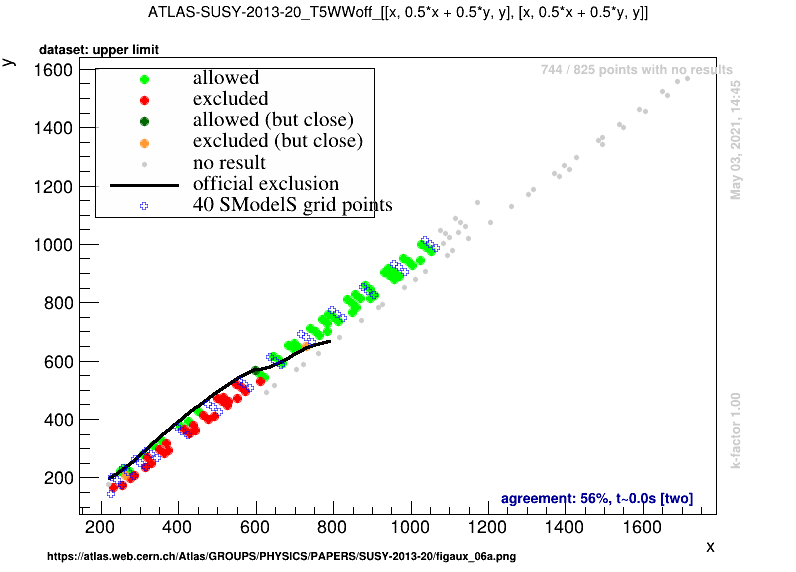 ATLAS-SUSY-2013-20_T5WWoff_[[x, 0.5*x + 0.5*y, y], [x, 0.5*x + 0.5*y, y]]
dataset: upper limit
y
744 / 825 points with no results
allowed
excluded
allowed (but close)
excluded (but close)
no result
official exclusion
40 SModelS grid points
May 03, 2021, 14:45
k-factor 1.00
1600
1400
1200
1000
800
600
400
200
agreement: 56%, t~0.0s [two]
200 400 600 800 1000 1200 1400 1600
x
https://atlas.web.cern.ch/Atlas/GROUPS/PHYSICS/PAPERS/SUSY-2013-20/figaux_06a.png